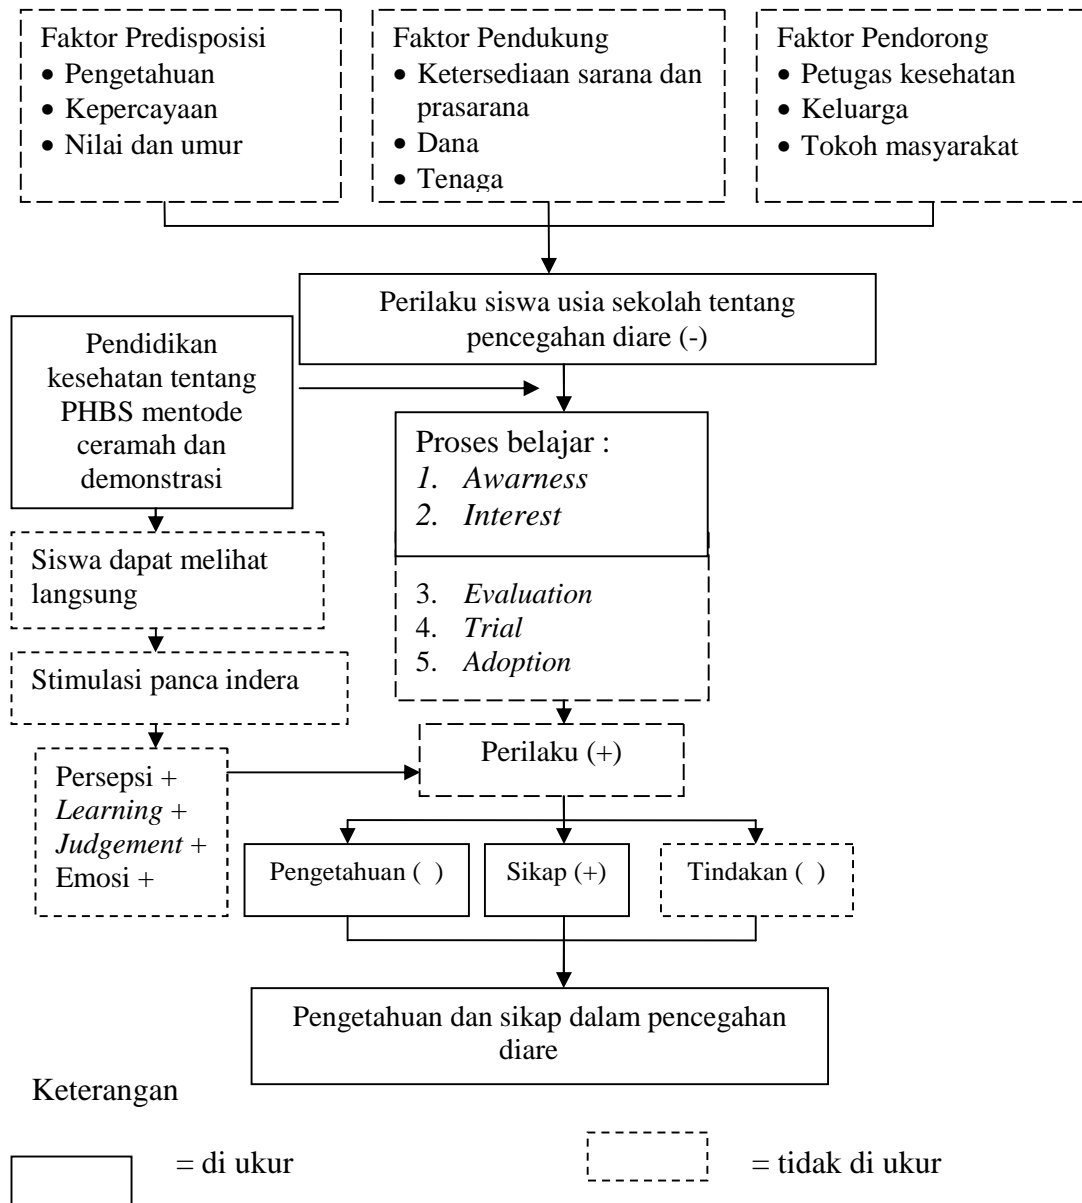 Faktor Predisposisi
• Pengetahuan
• Kepercayaan
• Nilai dan umur
Faktor Pendukung
• Ketersediaan sarana dan
prasarana
• Dana
• Tenaga
Faktor Pendorong
• Petugas kesehatan
• Keluarga
• Tokoh masyarakat
Perilaku siswa usia sekolah tentang
pencegahan diare (-)
Pendidikan
kesehatan tentang
PHBS mentode
ceramah dan
demonstrasi
Proses belajar :
1. Awarness
2. Interest
3. Evaluation
4. Trial
5. Adoption
Siswa dapat melihat
langsung
Stimulasi panca indera
Persepsi +
Learning +
Judgement +
Emosi +
Perilaku (+)
Pengetahuan ( )
Sikap (+)
Tindakan ( )
Pengetahuan dan sikap dalam pencegahan
diare
Keterangan
= di ukur
= tidak di ukur